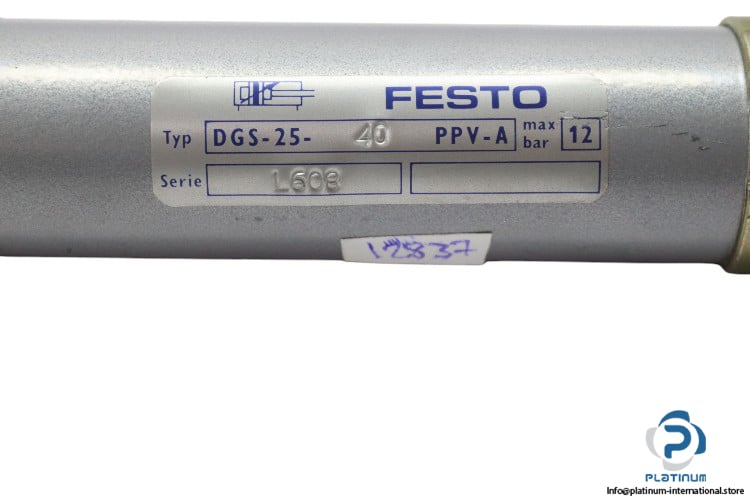 FESTO
Typ DGS-25- 40 PPV-A max bar 12
Serie L608
12837
PLATINUM
Info@platinum-international.store